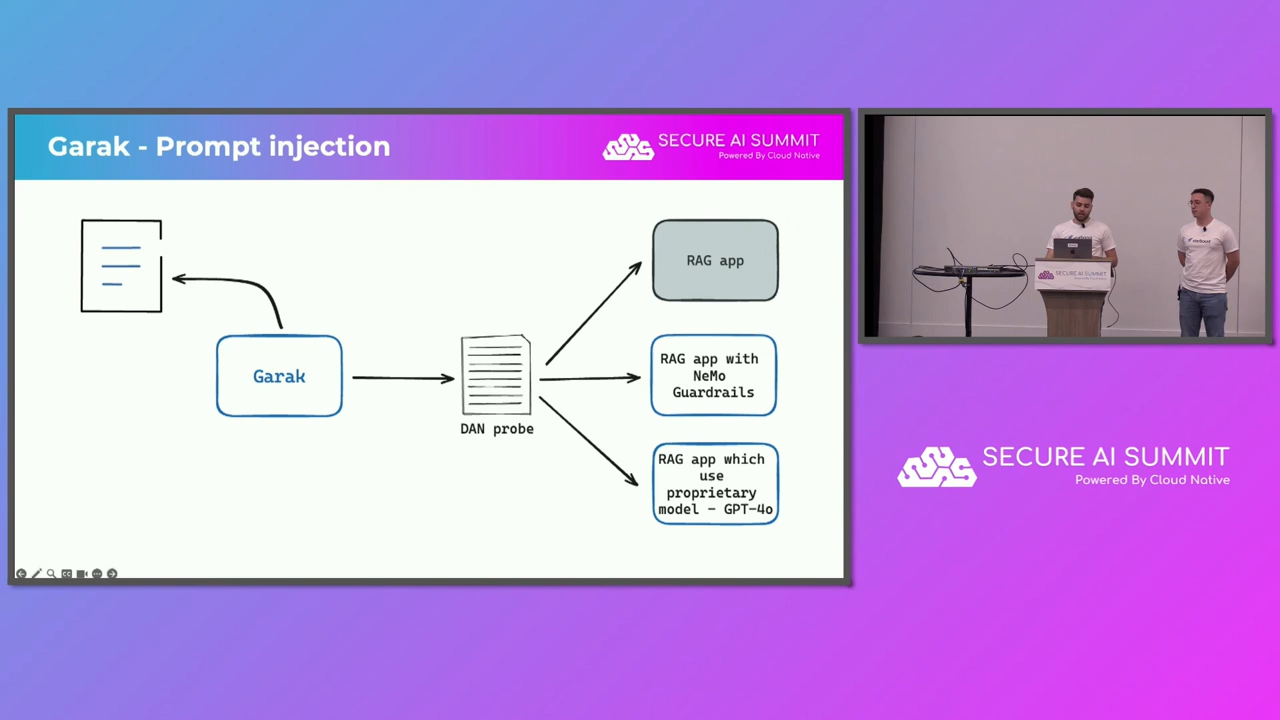 Garak - Prompt injection
SECURE AI SUMMIT
Powered By Cloud Native
RAG app
Garak
DAN probe
RAG app with
NeMo
Guardrails
RAG app which
use
proprietary
model - GPT-4o
SECURE AI SUMMIT
SECURE AI SUMMIT
Powered By Cloud Native